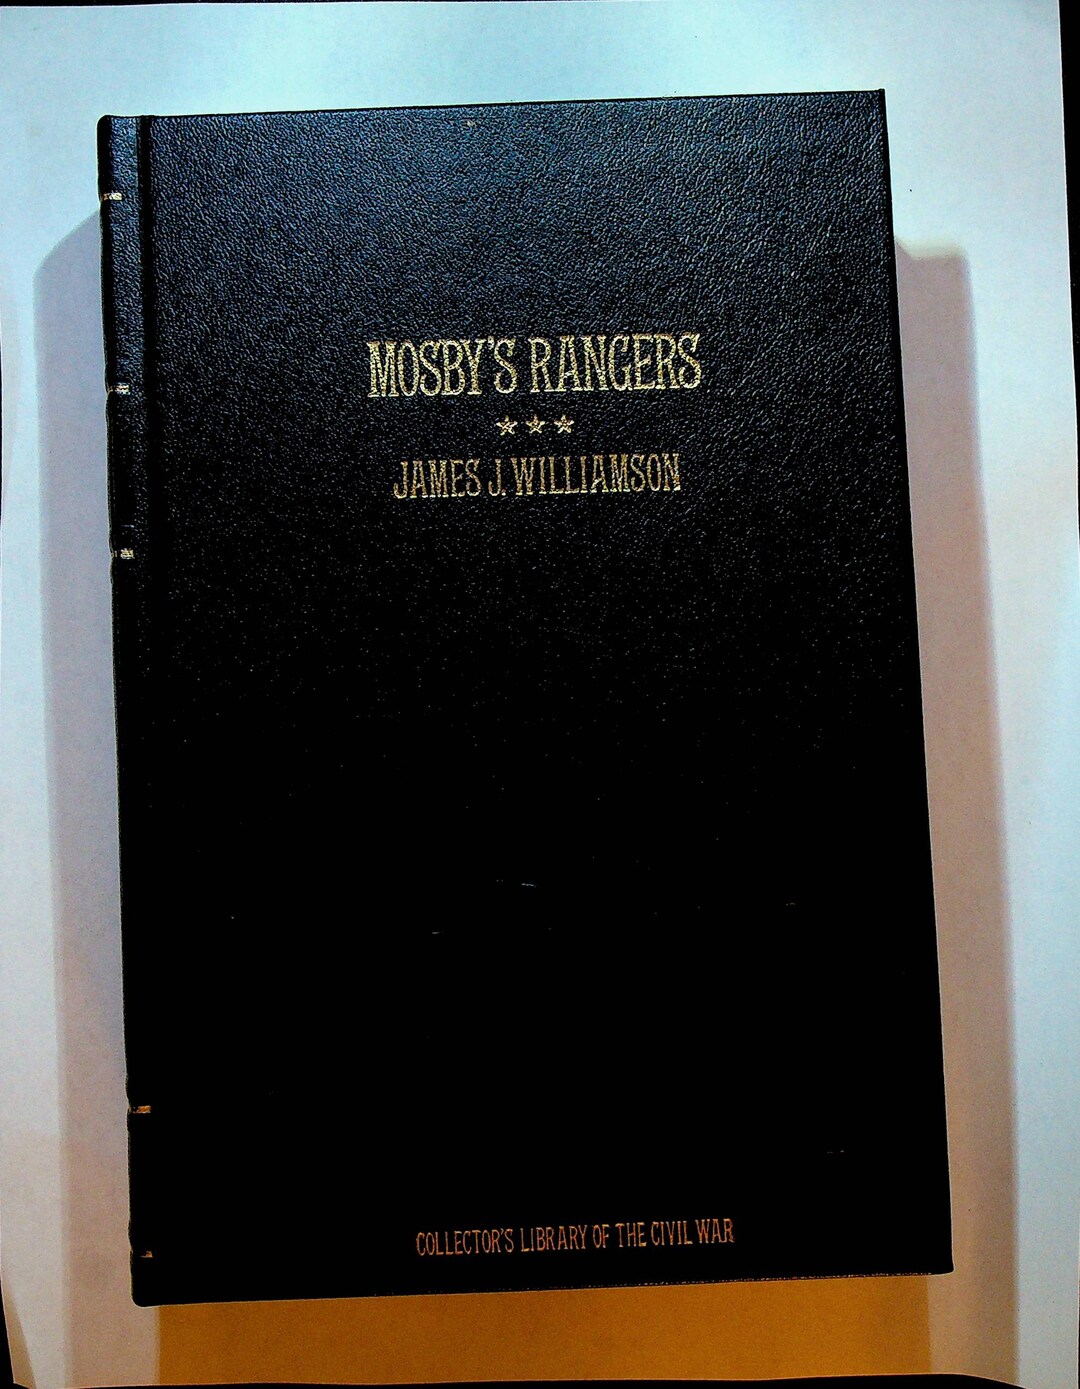 MOSBY'S RANGERS
JAMES J. WILLIAMSON
COLLECTOR'S LIBRARY OF THE CIVIL WAR